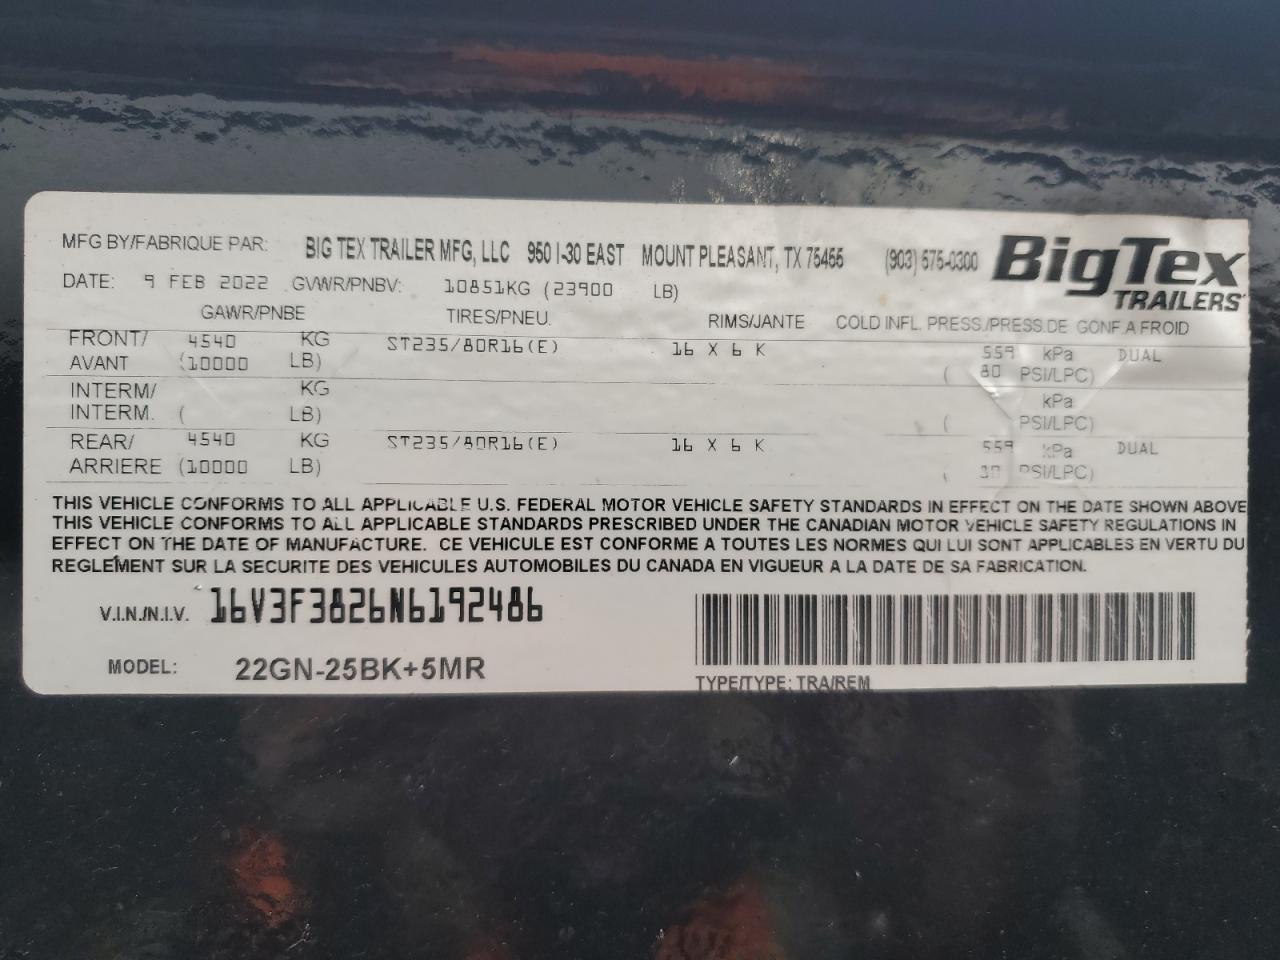 MFG BY/FABRIQUE PAR: BIG TEX TRAILER MFG, LLC 950 I-30 EAST MOUNT PLEASANT, TX 75455 (903) 575-0300
BigTex
TRAILERS
DATE: 9 FEB 2022 GVWR/PNBV: 10851KG (23900 LB)
GAWR/PNBE TIRES/PNEU. RIMS/JANTE COLD INFL. PRESS./PRESS.DE GONF.A FROID
FRONT/ 4540 KG ST235/80R16(E) 16 X 6 K 559 kPa DUAL
AVANT (10000 LB) ( 80 PSI/LPC)
INTERM/ KG kPa
INTERM. ( LB) ( PSI/LPC)
REAR/ 4540 KG ST235/80R16(E) 16 X 6 K 559 kPa DUAL
ARRIERE (10000 LB) ( PSI/LPC)
THIS VEHICLE CONFORMS TO ALL APPLICABLE U.S. FEDERAL MOTOR VEHICLE SAFETY STANDARDS IN EFFECT ON THE DATE SHOWN ABOVE
THIS VEHICLE CONFORMS TO ALL APPLICABLE STANDARDS PRESCRIBED UNDER THE CANADIAN MOTOR VEHICLE SAFETY REGULATIONS IN
EFFECT ON THE DATE OF MANUFACTURE. CE VEHICULE EST CONFORME A TOUTES LES NORMES QUI LUI SONT APPLICABLES EN VERTU DU
REGLEMENT SUR LA SECURITE DES VEHICULES AUTOMOBILES DU CANADA EN VIGUEUR A LA DATE DE SA FABRICATION.
V.I.N./N.I.V. 16V3F3826N6192486
MODEL: 22GN-25BK+5MR
TYPE/TYPE: TRA/REM